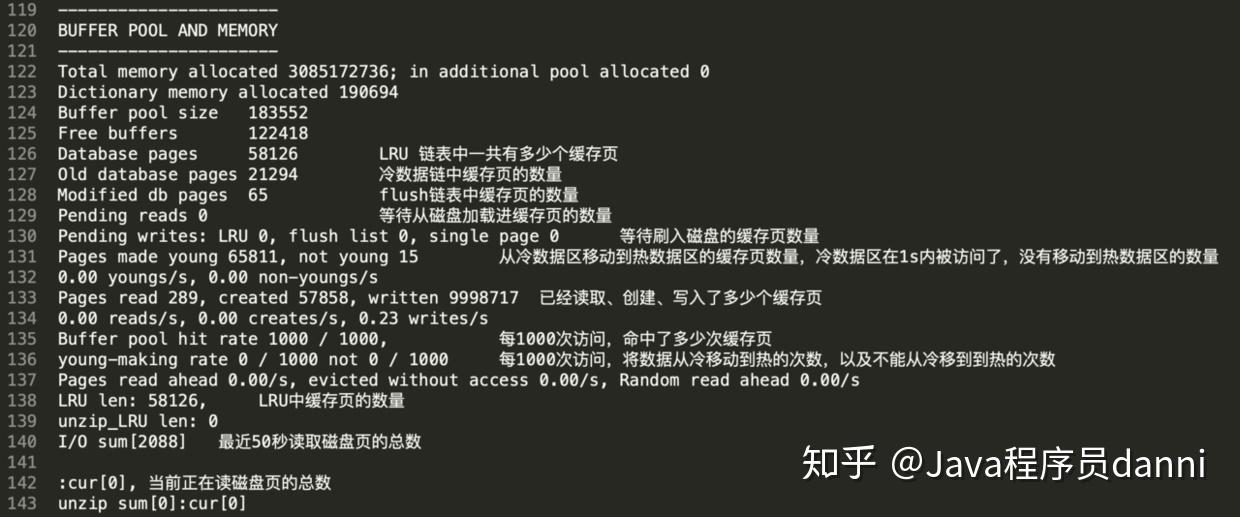 119 ----------------------
120 BUFFER POOL AND MEMORY
121 ----------------------
122 Total memory allocated 3085172736; in additional pool allocated 0
123 Dictionary memory allocated 190694
124 Buffer pool size   183552
125 Free buffers       122418
126 Database pages     58126        LRU 链表中一共有多少个缓存页
127 Old database pages 21294        冷数据链中缓存页的数量
128 Modified db pages  65           flush链表中缓存页的数量
129 Pending reads 0                 等待从磁盘加载进缓存页的数量
130 Pending writes: LRU 0, flush list 0, single page 0      等待刷入磁盘的缓存页数量
131 Pages made young 65811, not young 15        从冷数据区移动到热数据区的缓存页数量，冷数据区在1s内被访问了，没有移动到热数据区的数量
132 0.00 youngs/s, 0.00 non-youngs/s
133 Pages read 289, created 57858, written 9998717  已经读取、创建、写入了多少个缓存页
134 0.00 reads/s, 0.00 creates/s, 0.23 writes/s
135 Buffer pool hit rate 1000 / 1000,           每1000次访问，命中了多少次缓存页
136 young-making rate 0 / 1000 not 0 / 1000     每1000次访问，将数据从冷移动到热的次数，以及不能从冷移到到热的次数
137 Pages read ahead 0.00/s, evicted without access 0.00/s, Random read ahead 0.00/s
138 LRU len: 58126,     LRU中缓存页的数量
139 unzip_LRU len: 0
140 I/O sum[2088]   最近50秒读取磁盘页的总数
141
142 :cur[0], 当前正在读磁盘页的总数
143 unzip sum[0]:cur[0]
知乎 @Java程序员danni